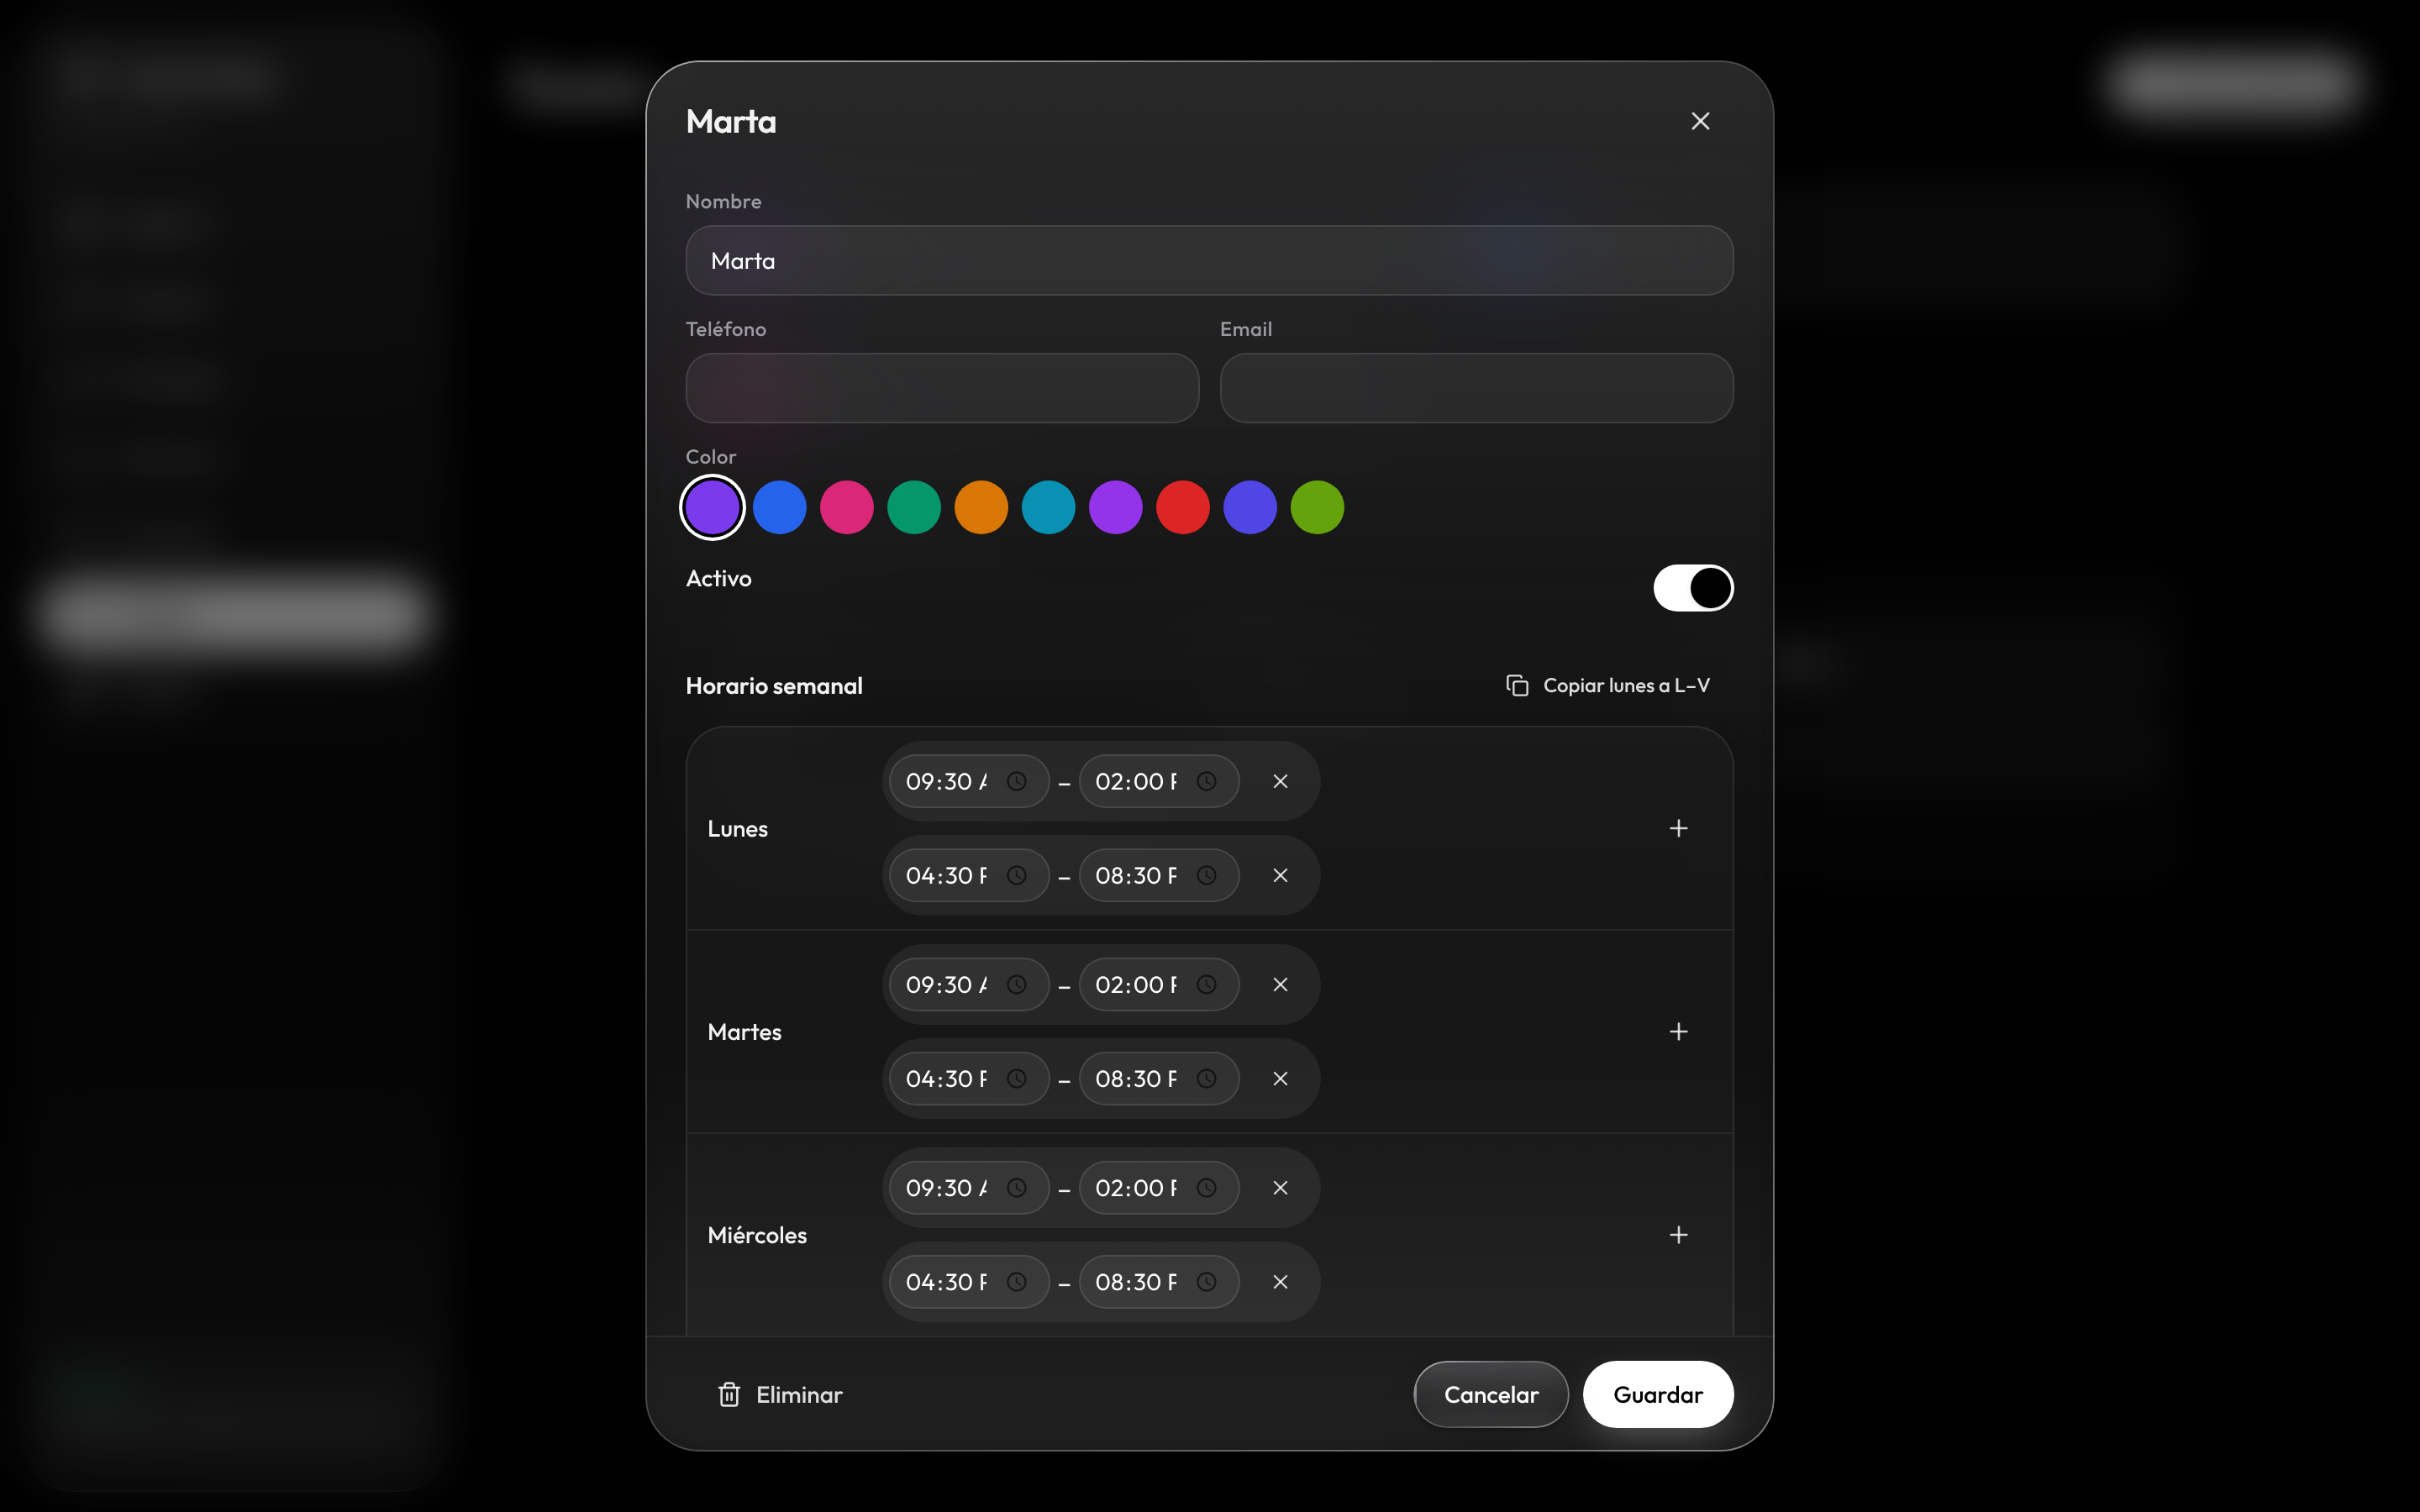 Marta
Nombre
Marta
Teléfono Email
Color
Activo
Horario semanal Copiar lunes a L–V
09:30 A – 02:00 P
Lunes
04:30 P – 08:30 P
09:30 A – 02:00 P
Martes
04:30 P – 08:30 P
09:30 A – 02:00 P
Miércoles
04:30 P – 08:30 P
Eliminar Cancelar Guardar